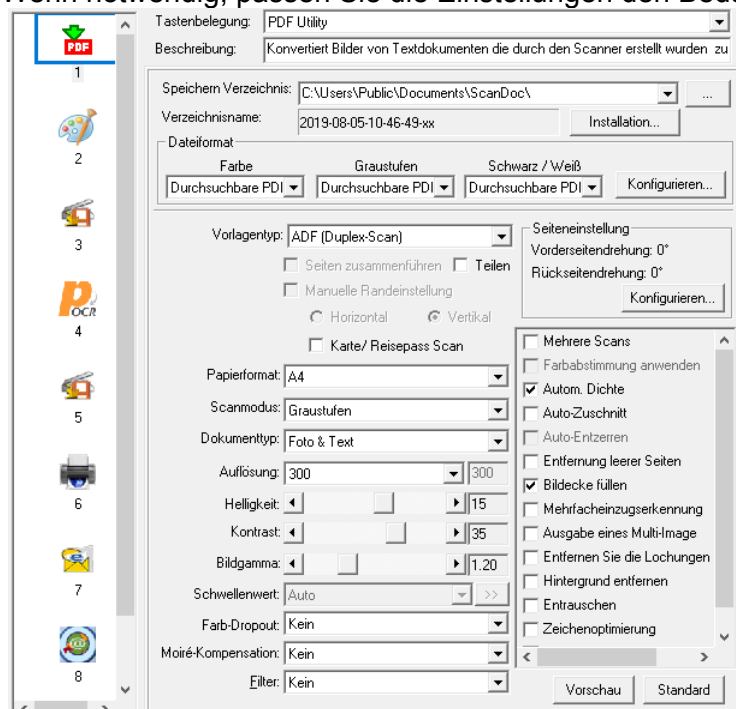 Wenn notwendig, passen Sie die Einstellungen den
Tastenbelegung: PDF Utility
Beschreibung: Konvertiert Bilder von Textdokumenten die durch den Scanner erstellt wurden zu
PDF
1
2
3
OCR
4
5
6
7
8
Speichern Verzeichnis: C:\Users\Public\Documents\ScanDoc\ ...
Verzeichnisname: 2019-08-05-10-46-49-xx Installation...
Dateiformat
Farbe Graustufen Schwarz / Weiß
Durchsuchbare PDI Durchsuchbare PDI Durchsuchbare PDI Konfigurieren...
Vorlagentyp: ADF (Duplex-Scan)
Seiten zusammenführen Teilen
Manuelle Randeinstellung
Horizontal Vertikal
Karte/ Reisepass Scan
Papierformat: A4
Scanmodus: Graustufen
Dokumenttyp: Foto & Text
Auflösung: 300 300
Helligkeit: 15
Kontrast: 35
Bildgamma: 1.20
Schwellenwert: Auto >>
Farb-Dropout: Kein
Moiré-Kompensation: Kein
Filter: Kein
Seiteneinstellung
Vorderseitendrehung: 0°
Rückseitendrehung: 0°
Konfigurieren...
Mehrere Scans
Farbabstimmung anwenden
Autom. Dichte
Auto-Zuschnitt
Auto-Entzerren
Entfernung leerer Seiten
Bildecke füllen
Mehrfacheinzugserkennung
Ausgabe eines Multi-Image
Entfernen Sie die Lochungen
Hintergrund entfernen
Entrauschen
Zeichenoptimierung
Vorschau Standard